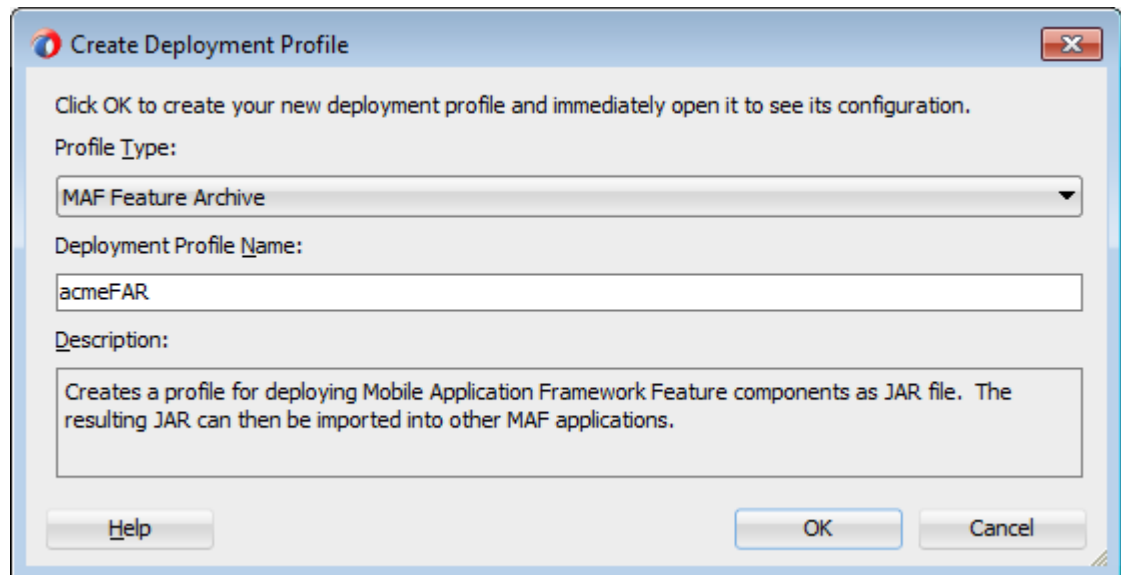 Create Deployment Profile
Click OK to create your new deployment profile and immediately open it to see its configuration.
Profile Type:
MAF Feature Archive
Deployment Profile Name:
acmeFAR
Description:
Creates a profile for deploying Mobile Application Framework Feature components as JAR file.  The
resulting JAR can then be imported into other MAF applications.
Help
OK
Cancel